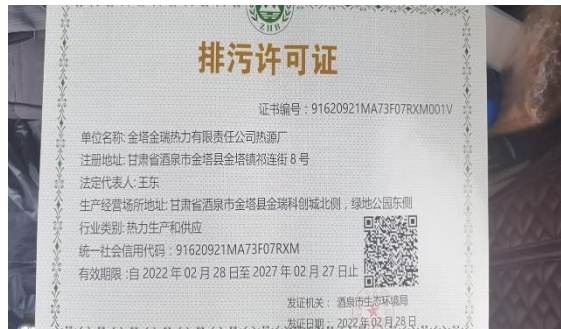 ZHB
排污许可证
证书编号：91620921MA73F07RXM001V
单位名称:金塔金瑞热力有限责任公司热源厂
注册地址:甘肃省酒泉市金塔县金塔镇祁连街8号
法定代表人:王东
生产经营场所地址:甘肃省酒泉市金塔县金瑞科创城北侧，绿地公园东侧
行业类别:热力生产和供应
统一社会信用代码：91620921MA73F07RXM
有效期限:自2022年02月28日至2027年02月27日止
发证机关：酒泉市生态环境局
发证日期：2022年02月28日